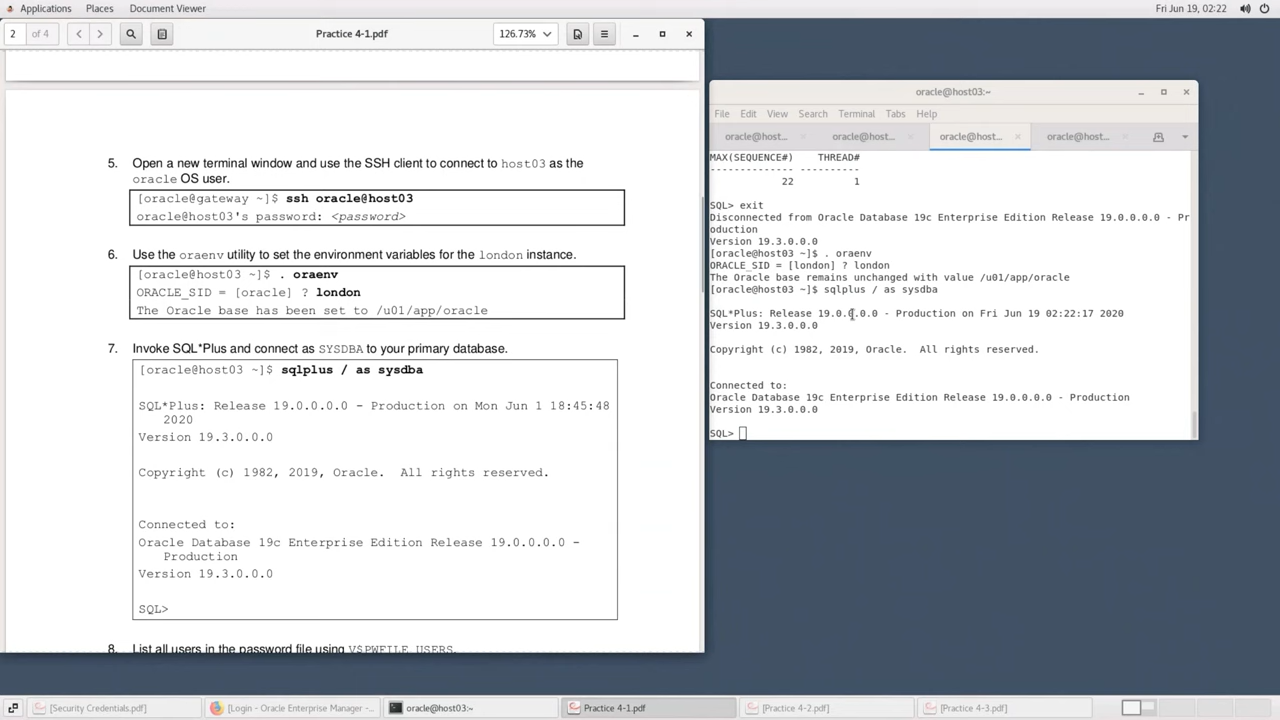 Applications Places Document Viewer Fri Jun 19, 02:22
2 of 4 Practice 4-1.pdf 126.73%
5. Open a new terminal window and use the SSH client to connect to host03 as the
oracle OS user.
[oracle@gateway ~]$ ssh oracle@host03
oracle@host03's password: <password>
6. Use the oraenv utility to set the environment variables for the london instance.
[oracle@host03 ~]$ . oraenv
ORACLE_SID = [oracle] ? london
The Oracle base has been set to /u01/app/oracle
7. Invoke SQL*Plus and connect as SYSDBA to your primary database.
[oracle@host03 ~]$ sqlplus / as sysdba
SQL*Plus: Release 19.0.0.0.0 - Production on Mon Jun 1 18:45:48
2020
Version 19.3.0.0.0
Copyright (c) 1982, 2019, Oracle. All rights reserved.
Connected to:
Oracle Database 19c Enterprise Edition Release 19.0.0.0.0 -
Production
Version 19.3.0.0.0
SQL>
8. List all users in the password file using V$PWFILE_USERS.
oracle@host03:~
File Edit View Search Terminal Tabs Help
oracle@host... oracle@host... oracle@host... oracle@host...
MAX(SEQUENCE#) THREAD#
-------------- ----------
22 1
SQL> exit
Disconnected from Oracle Database 19c Enterprise Edition Release 19.0.0.0.0 - Pr
oduction
Version 19.3.0.0.0
[oracle@host03 ~]$ . oraenv
ORACLE_SID = [london] ? london
The Oracle base remains unchanged with value /u01/app/oracle
[oracle@host03 ~]$ sqlplus / as sysdba
SQL*Plus: Release 19.0.0.0.0 - Production on Fri Jun 19 02:22:17 2020
Version 19.3.0.0.0
Copyright (c) 1982, 2019, Oracle. All rights reserved.
Connected to:
Oracle Database 19c Enterprise Edition Release 19.0.0.0.0 - Production
Version 19.3.0.0.0
SQL>
[Security Credentials.pdf] [Login - Oracle Enterprise Manager -... oracle@host03:~ Practice 4-1.pdf [Practice 4-2.pdf] [Practice 4-3.pdf]